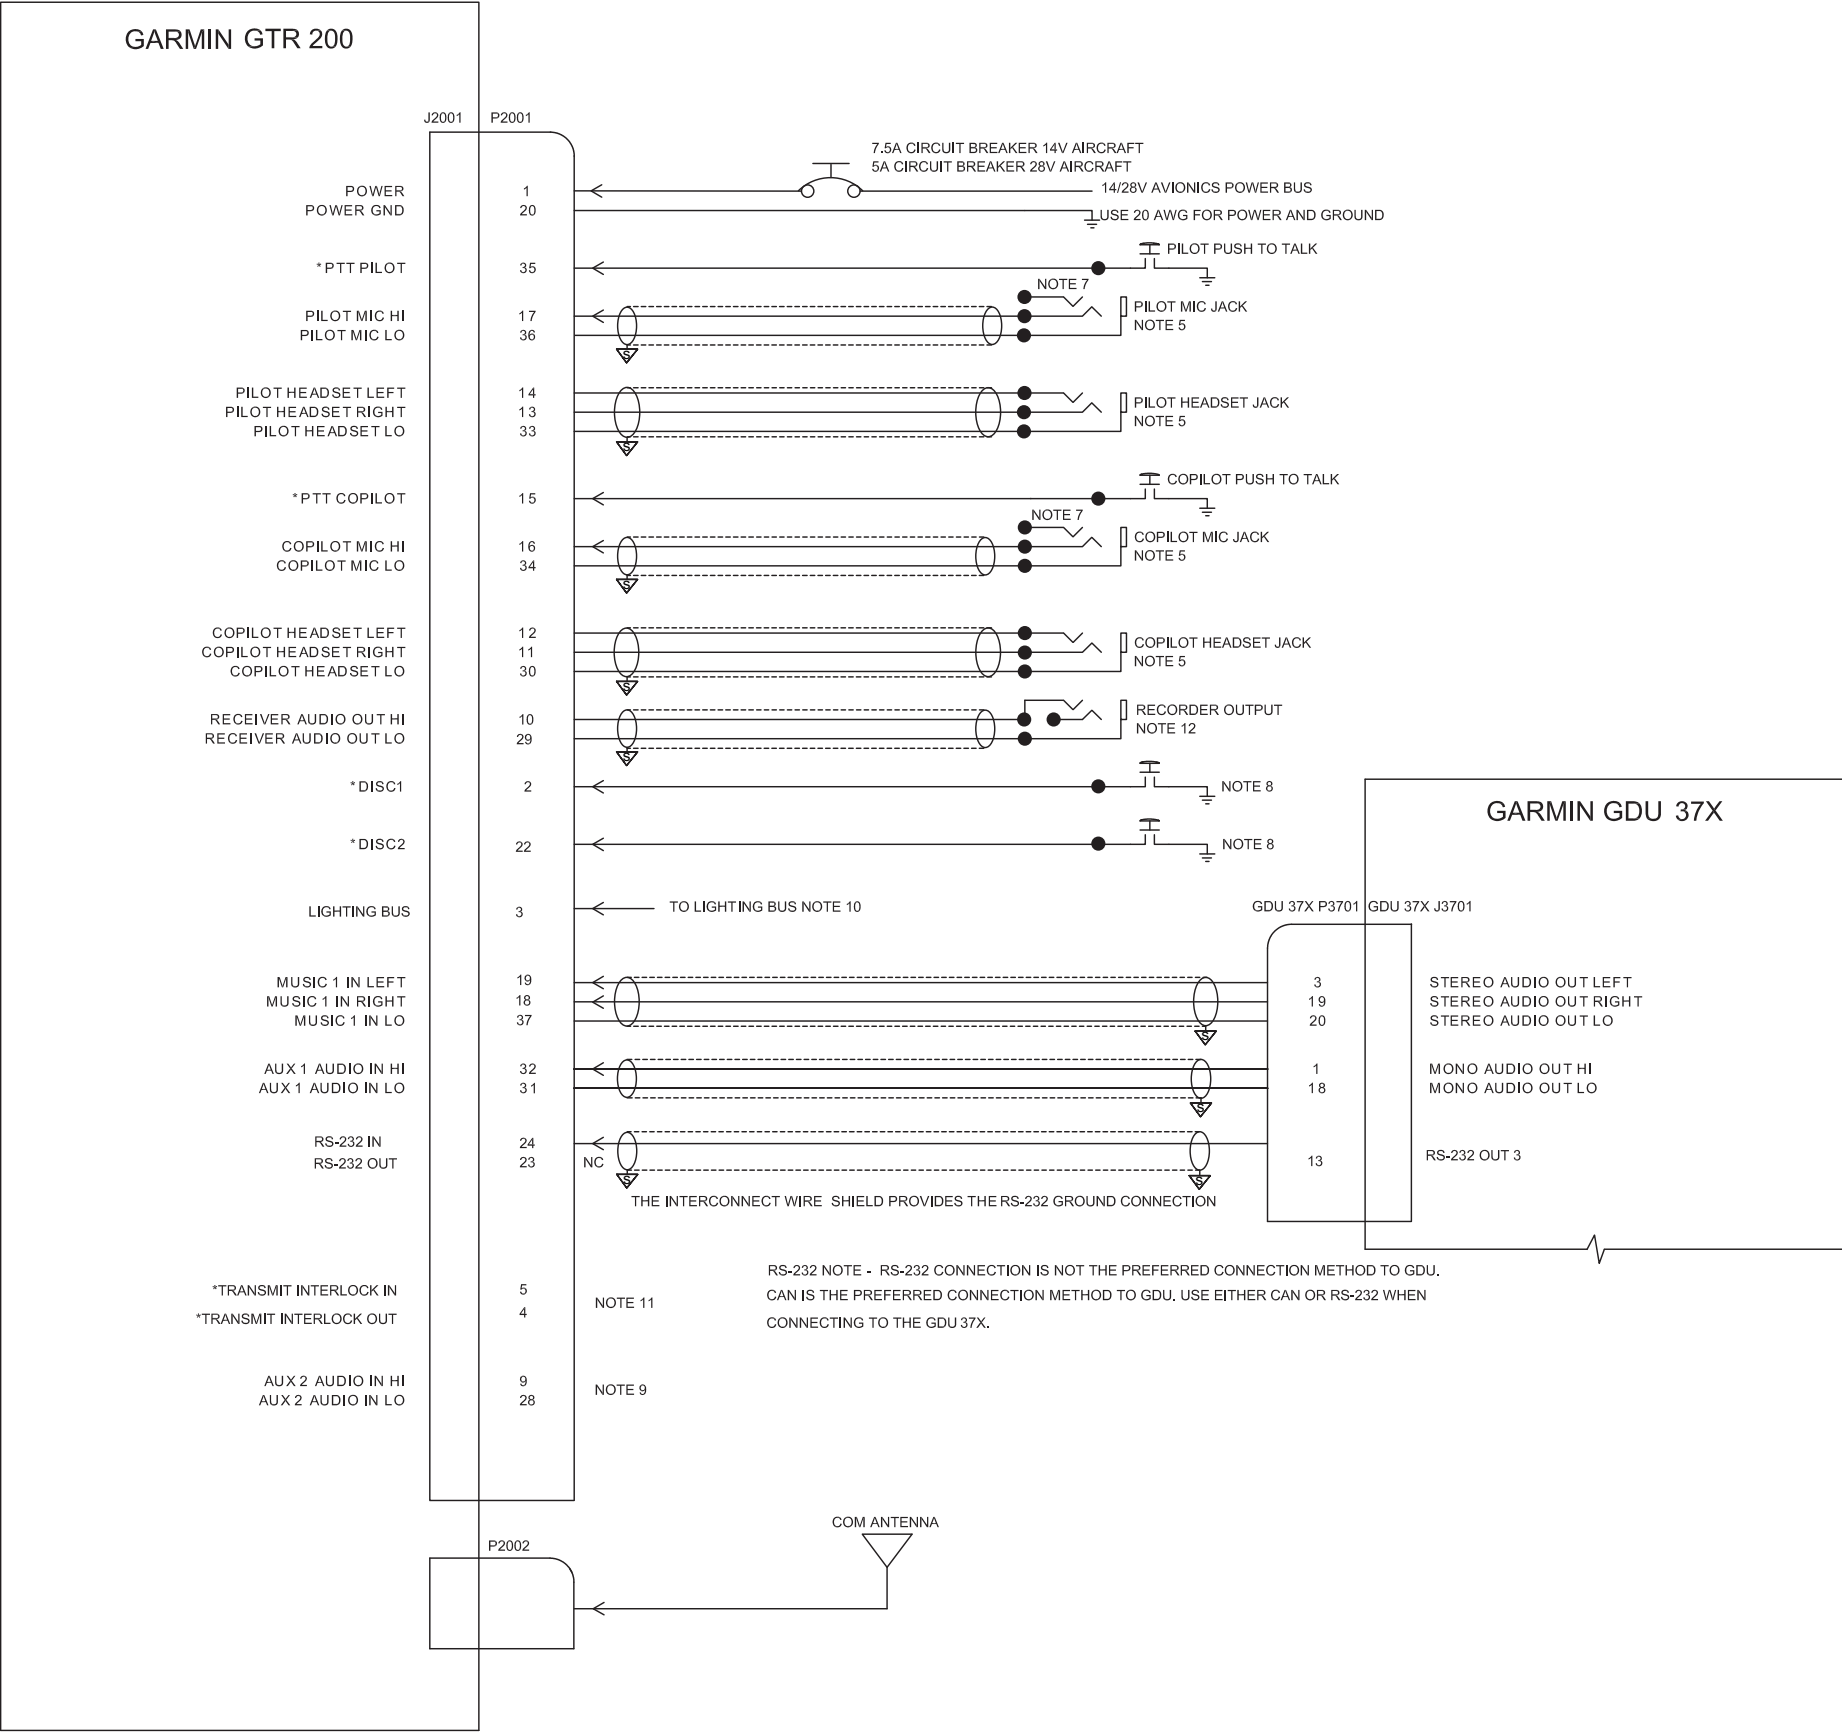 GARMIN GTR 200
J2001 P2001
7.5A CIRCUIT BREAKER 14V AIRCRAFT
5A CIRCUIT BREAKER 28V AIRCRAFT
POWER 1 14/28V AVIONICS POWER BUS
POWER GND 20 USE 20 AWG FOR POWER AND GROUND
PILOT PUSH TO TALK
*PTT PILOT 35
NOTE 7
PILOT MIC HI 17 PILOT MIC JACK
PILOT MIC LO 36 NOTE 5
S
PILOT HEADSET LEFT 14 PILOT HEADSET JACK
PILOT HEADSET RIGHT 13 NOTE 5
PILOT HEADSET LO 33
S
COPILOT PUSH TO TALK
*PTT COPILOT 15
NOTE 7
COPILOT MIC HI 16 COPILOT MIC JACK
COPILOT MIC LO 34 NOTE 5
S
COPILOT HEADSET LEFT 12 COPILOT HEADSET JACK
COPILOT HEADSET RIGHT 11 NOTE 5
COPILOT HEADSET LO 30
S
RECEIVER AUDIO OUT HI 10 RECORDER OUTPUT
RECEIVER AUDIO OUT LO 29 NOTE 12
S
*DISC1 2 NOTE 8
GARMIN GDU 37X
*DISC2 22 NOTE 8
LIGHTING BUS 3 TO LIGHTING BUS NOTE 10
GDU 37X P3701 GDU 37X J3701
MUSIC 1 IN LEFT 19 3 STEREO AUDIO OUT LEFT
MUSIC 1 IN RIGHT 18 19 STEREO AUDIO OUT RIGHT
MUSIC 1 IN LO 37 20 STEREO AUDIO OUT LO
S
AUX 1 AUDIO IN HI 32 1 MONO AUDIO OUT HI
AUX 1 AUDIO IN LO 31 18 MONO AUDIO OUT LO
S
RS-232 IN 24
RS-232 OUT 23 NC 13 RS-232 OUT 3
S S
THE INTERCONNECT WIRE SHIELD PROVIDES THE RS-232 GROUND CONNECTION
RS-232 NOTE - RS-232 CONNECTION IS NOT THE PREFERRED CONNECTION METHOD TO GDU.
CAN IS THE PREFERRED CONNECTION METHOD TO GDU. USE EITHER CAN OR RS-232 WHEN
CONNECTING TO THE GDU 37X.
*TRANSMIT INTERLOCK IN 5
NOTE 11
*TRANSMIT INTERLOCK OUT 4
AUX 2 AUDIO IN HI 9
NOTE 9
AUX 2 AUDIO IN LO 28
COM ANTENNA
P2002